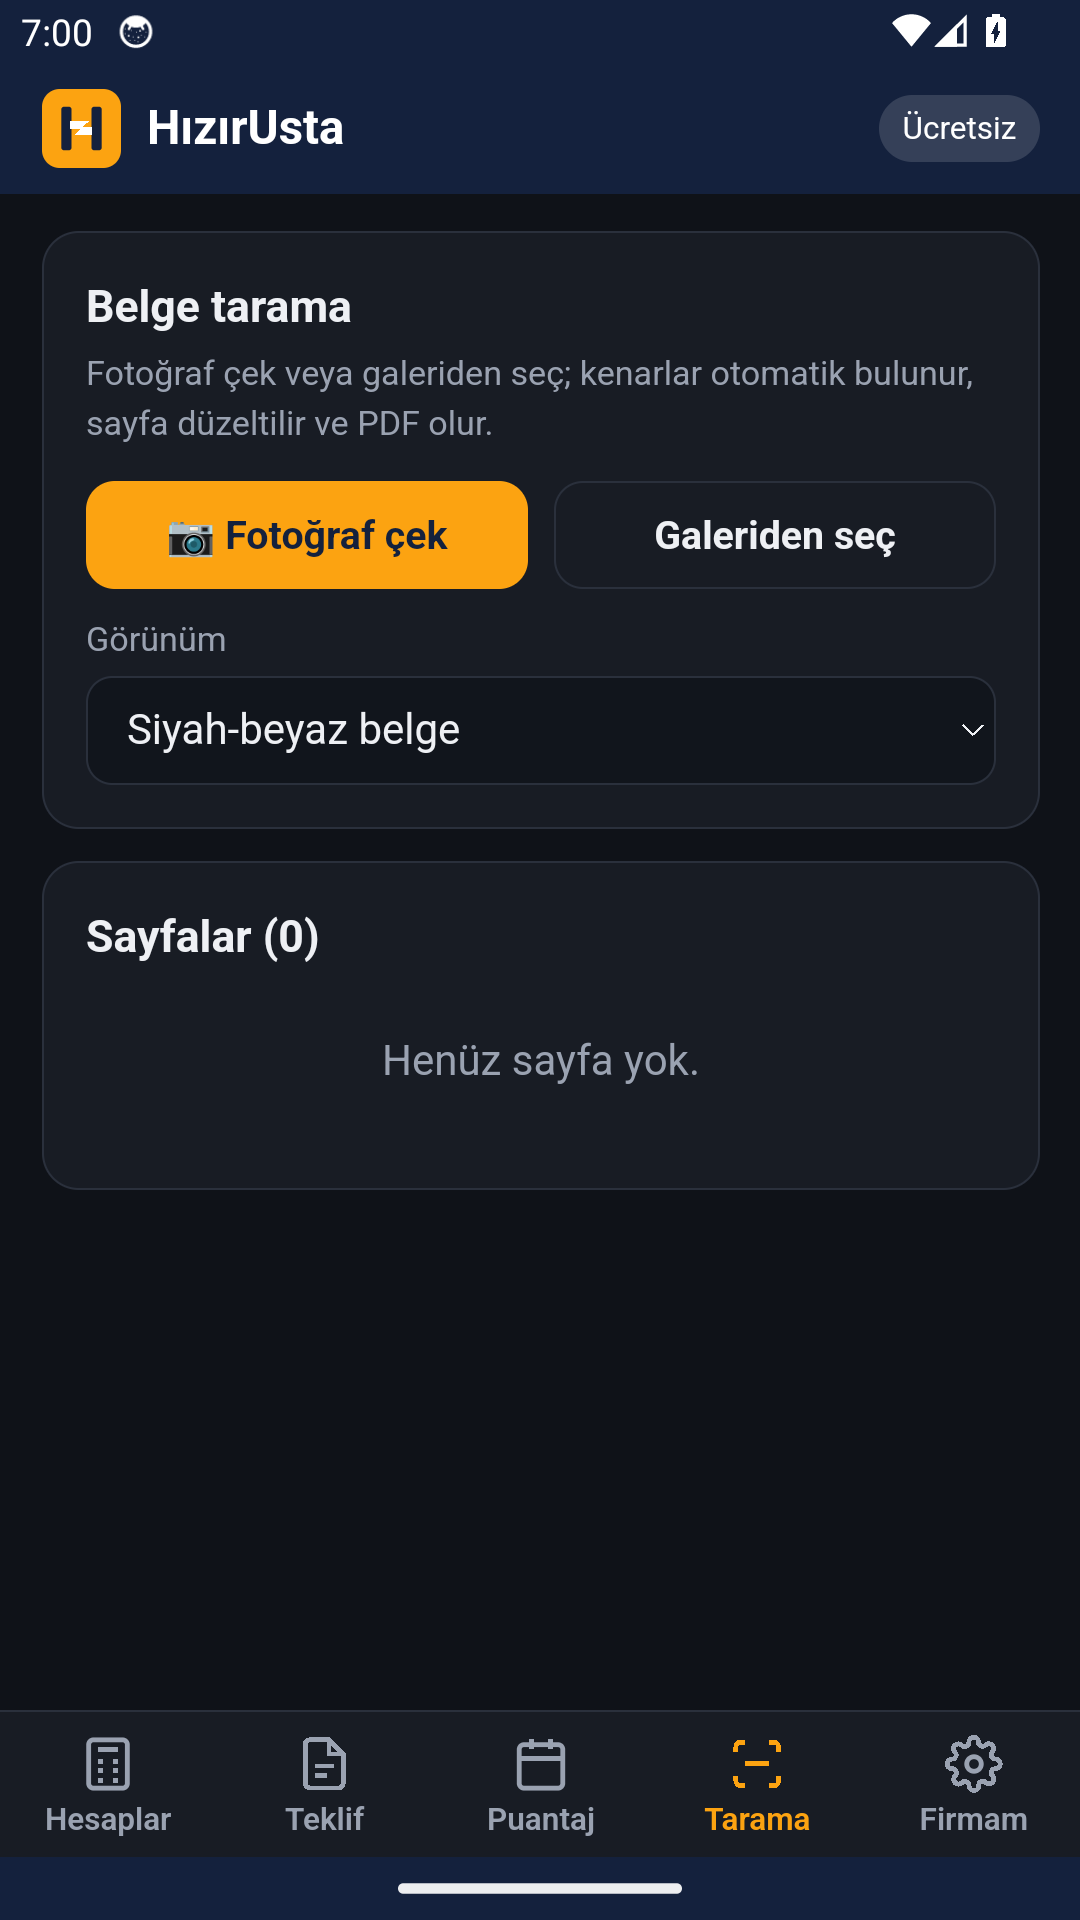 7:00
HızırUsta
Ücretsiz
Belge tarama
Fotoğraf çek veya galeriden seç; kenarlar otomatik bulunur,
sayfa düzeltilir ve PDF olur.
Fotoğraf çek
Galeriden seç
Görünüm
Siyah-beyaz belge
Sayfalar (0)
Henüz sayfa yok.
Hesaplar
Teklif
Puantaj
Tarama
Firmam